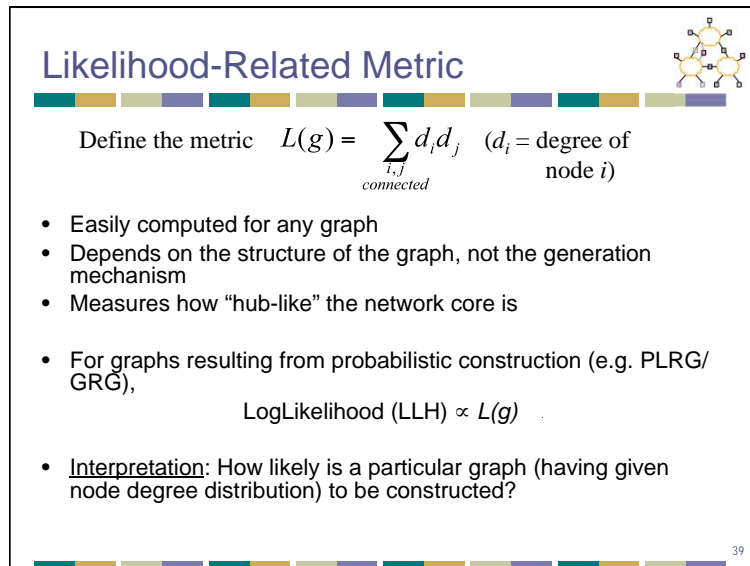 Likelihood-Related Metric
Define the metric L(g) = ∑ d_i d_j (d_i = degree of
i, j
connected
node i)
• Easily computed for any graph
• Depends on the structure of the graph, not the generation
mechanism
• Measures how “hub-like” the network core is
• For graphs resulting from probabilistic construction (e.g. PLRG/
GRG),
LogLikelihood (LLH) ∝ L(g)
• Interpretation: How likely is a particular graph (having given
node degree distribution) to be constructed?
39